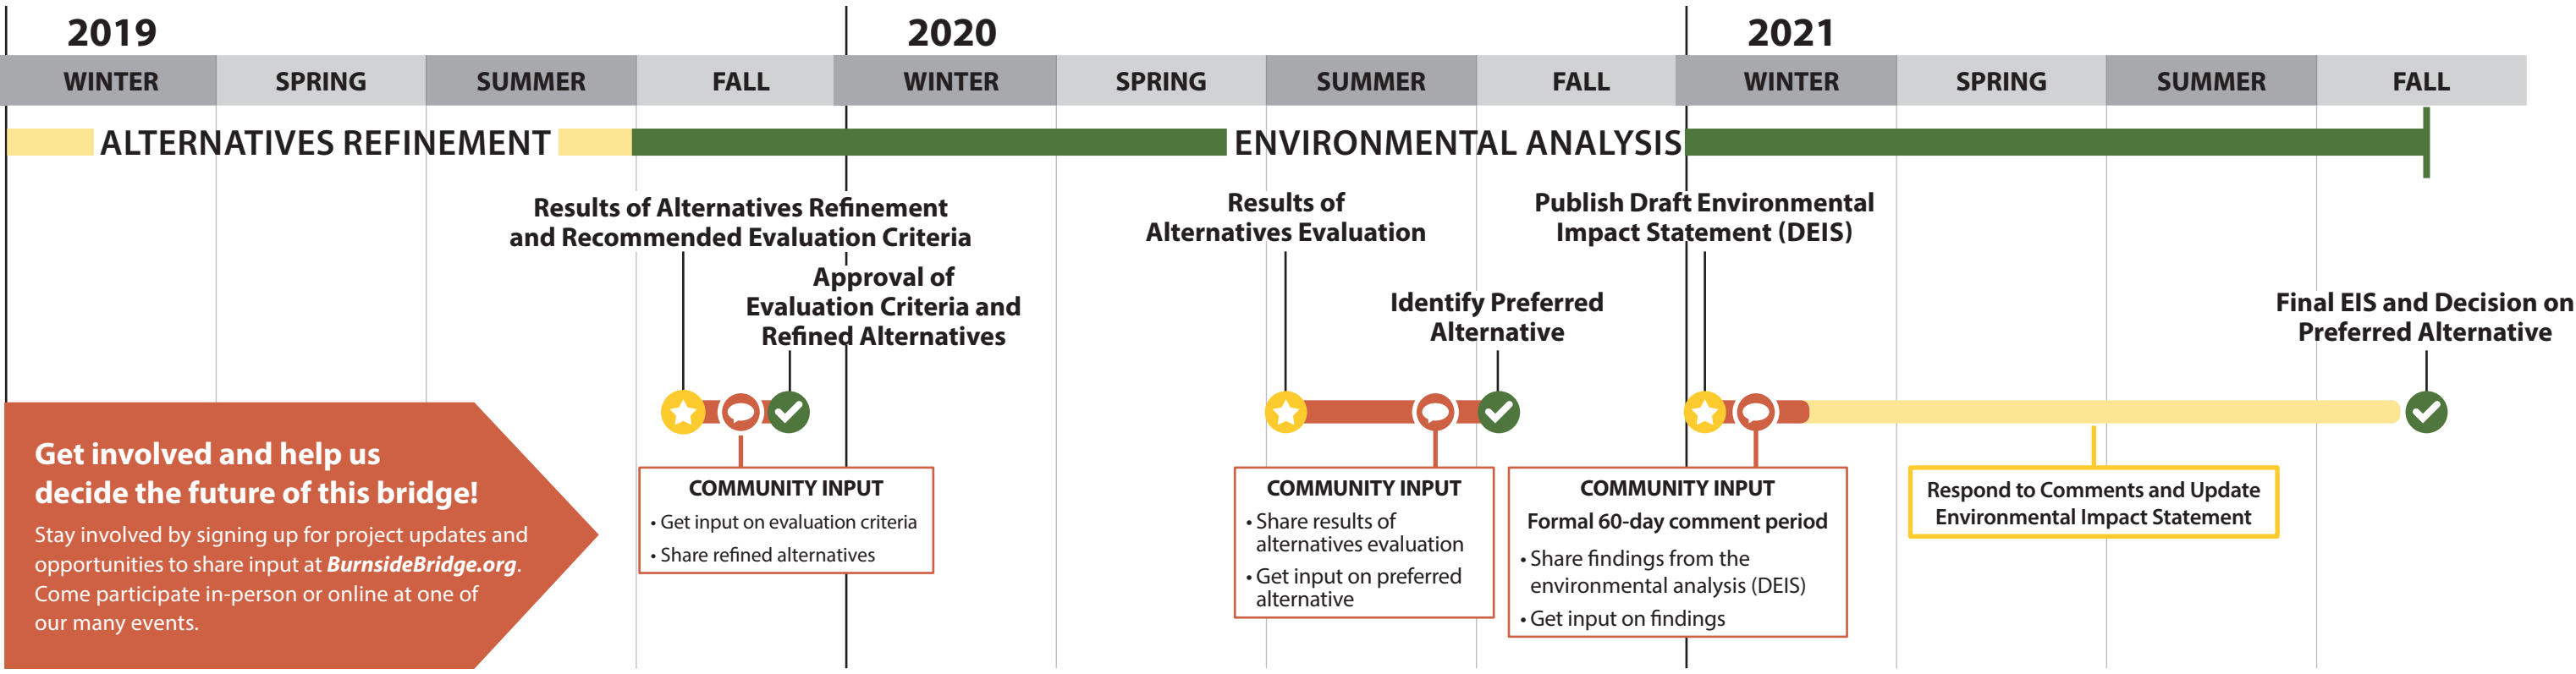 2019
2020
2021
WINTER
SPRING
SUMMER
FALL
WINTER
SPRING
SUMMER
FALL
WINTER
SPRING
SUMMER
FALL
ALTERNATIVES REFINEMENT
ENVIRONMENTAL ANALYSIS
Results of Alternatives Refinement
and Recommended Evaluation Criteria
Approval of
Evaluation Criteria and
Refined Alternatives
Results of
Alternatives Evaluation
Identify Preferred
Alternative
Publish Draft Environmental
Impact Statement (DEIS)
Final EIS and Decision on
Preferred Alternative
Get involved and help us
decide the future of this bridge!
Stay involved by signing up for project updates and
opportunities to share input at BurnsideBridge.org.
Come participate in-person or online at one of
our many events.
COMMUNITY INPUT
• Get input on evaluation criteria
• Share refined alternatives
COMMUNITY INPUT
• Share results of
alternatives evaluation
• Get input on preferred
alternative
COMMUNITY INPUT
Formal 60-day comment period
• Share findings from the
environmental analysis (DEIS)
• Get input on findings
Respond to Comments and Update
Environmental Impact Statement